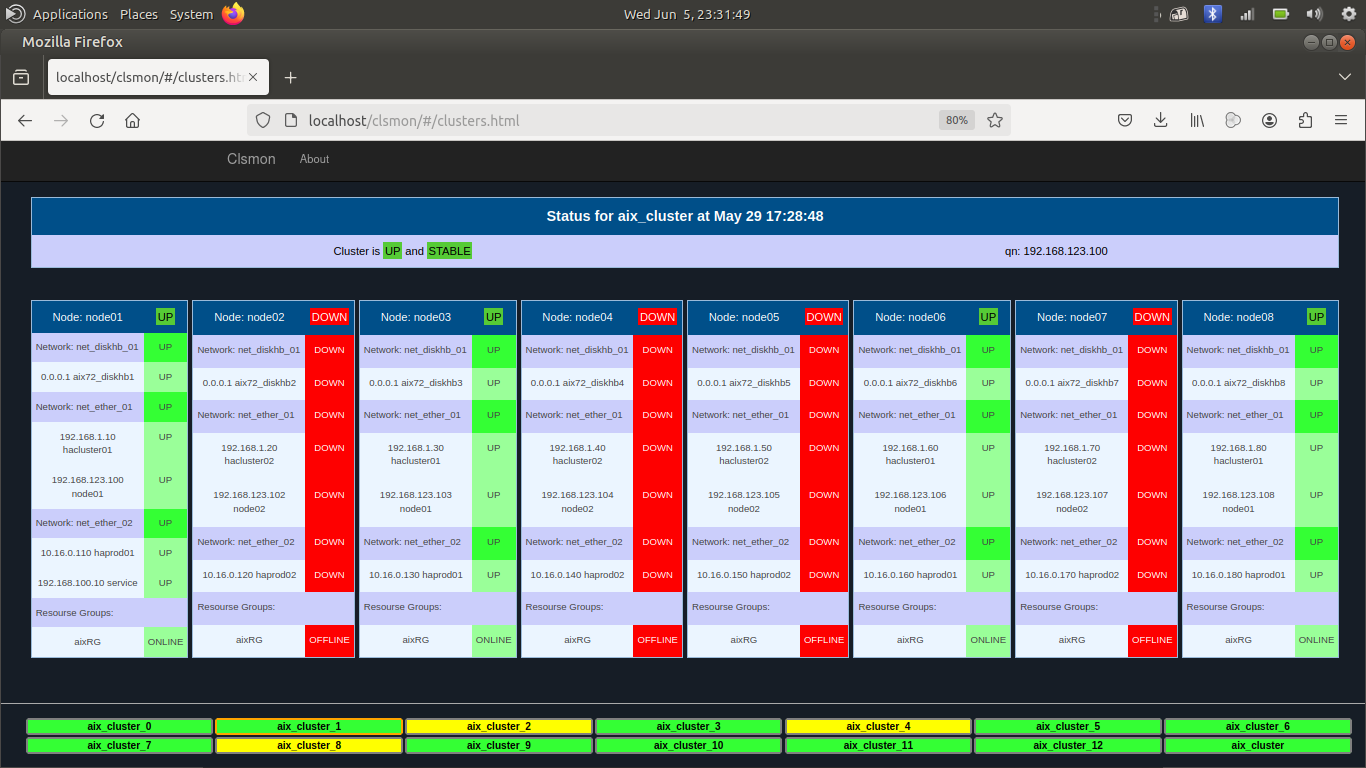 Applications Places System Wed Jun 5, 23:31:49
Mozilla Firefox
localhost/clsmon/#/clusters.ht
localhost/clsmon/#/clusters.html 80%
Clsmon About
Status for aix_cluster at May 29 17:28:48
Cluster is UP and STABLE qn: 192.168.123.100
Node: node01 UP
Network: net_diskhb_01 UP
0.0.0.1 aix72_diskhb1 UP
Network: net_ether_01 UP
192.168.1.10 UP
hacluster01
192.168.123.100 UP
node01
Network: net_ether_02 UP
10.16.0.110 haprod01 UP
192.168.100.10 service UP
Resourse Groups:
aixRG ONLINE
Node: node02 DOWN
Network: net_diskhb_01 DOWN
0.0.0.1 aix72_diskhb2 DOWN
Network: net_ether_01 DOWN
192.168.1.20 DOWN
hacluster02
192.168.123.102 DOWN
node02
Network: net_ether_02 DOWN
10.16.0.120 haprod02 DOWN
Resourse Groups:
aixRG OFFLINE
Node: node03 UP
Network: net_diskhb_01 UP
0.0.0.1 aix72_diskhb3 UP
Network: net_ether_01 UP
192.168.1.30 UP
hacluster01
192.168.123.103 UP
node01
Network: net_ether_02 UP
10.16.0.130 haprod01 UP
Resourse Groups:
aixRG ONLINE
Node: node04 DOWN
Network: net_diskhb_01 DOWN
0.0.0.1 aix72_diskhb4 DOWN
Network: net_ether_01 DOWN
192.168.1.40 DOWN
hacluster02
192.168.123.104 DOWN
node02
Network: net_ether_02 DOWN
10.16.0.140 haprod02 DOWN
Resourse Groups:
aixRG OFFLINE
Node: node05 DOWN
Network: net_diskhb_01 DOWN
0.0.0.1 aix72_diskhb5 DOWN
Network: net_ether_01 DOWN
192.168.1.50 DOWN
hacluster02
192.168.123.105 DOWN
node02
Network: net_ether_02 DOWN
10.16.0.150 haprod02 DOWN
Resourse Groups:
aixRG OFFLINE
Node: node06 UP
Network: net_diskhb_01 UP
0.0.0.1 aix72_diskhb6 UP
Network: net_ether_01 UP
192.168.1.60 UP
hacluster01
192.168.123.106 UP
node01
Network: net_ether_02 UP
10.16.0.160 haprod01 UP
Resourse Groups:
aixRG ONLINE
Node: node07 DOWN
Network: net_diskhb_01 DOWN
0.0.0.1 aix72_diskhb7 DOWN
Network: net_ether_01 DOWN
192.168.1.70 DOWN
hacluster02
192.168.123.107 DOWN
node02
Network: net_ether_02 DOWN
10.16.0.170 haprod02 DOWN
Resourse Groups:
aixRG OFFLINE
Node: node08 UP
Network: net_diskhb_01 UP
0.0.0.1 aix72_diskhb8 UP
Network: net_ether_01 UP
192.168.1.80 UP
hacluster01
192.168.123.108 UP
node01
Network: net_ether_02 UP
10.16.0.180 haprod01 UP
Resourse Groups:
aixRG ONLINE
aix_cluster_0 aix_cluster_1 aix_cluster_2 aix_cluster_3 aix_cluster_4 aix_cluster_5 aix_cluster_6
aix_cluster_7 aix_cluster_8 aix_cluster_9 aix_cluster_10 aix_cluster_11 aix_cluster_12 aix_cluster